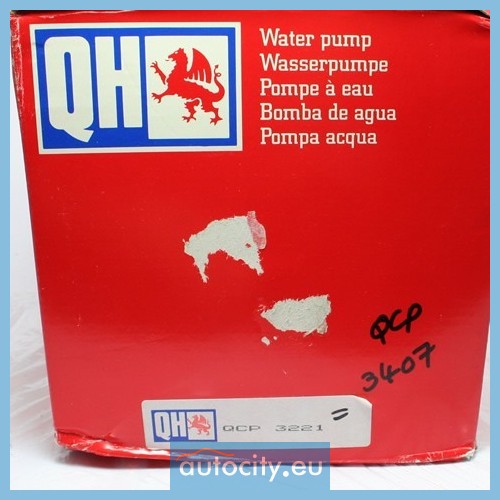 QH
Water pump
Wasserpumpe
Pompe à eau
Bomba de agua
Pompa acqua
QCP
3407
QH QCP 3221 =
autocity.eu